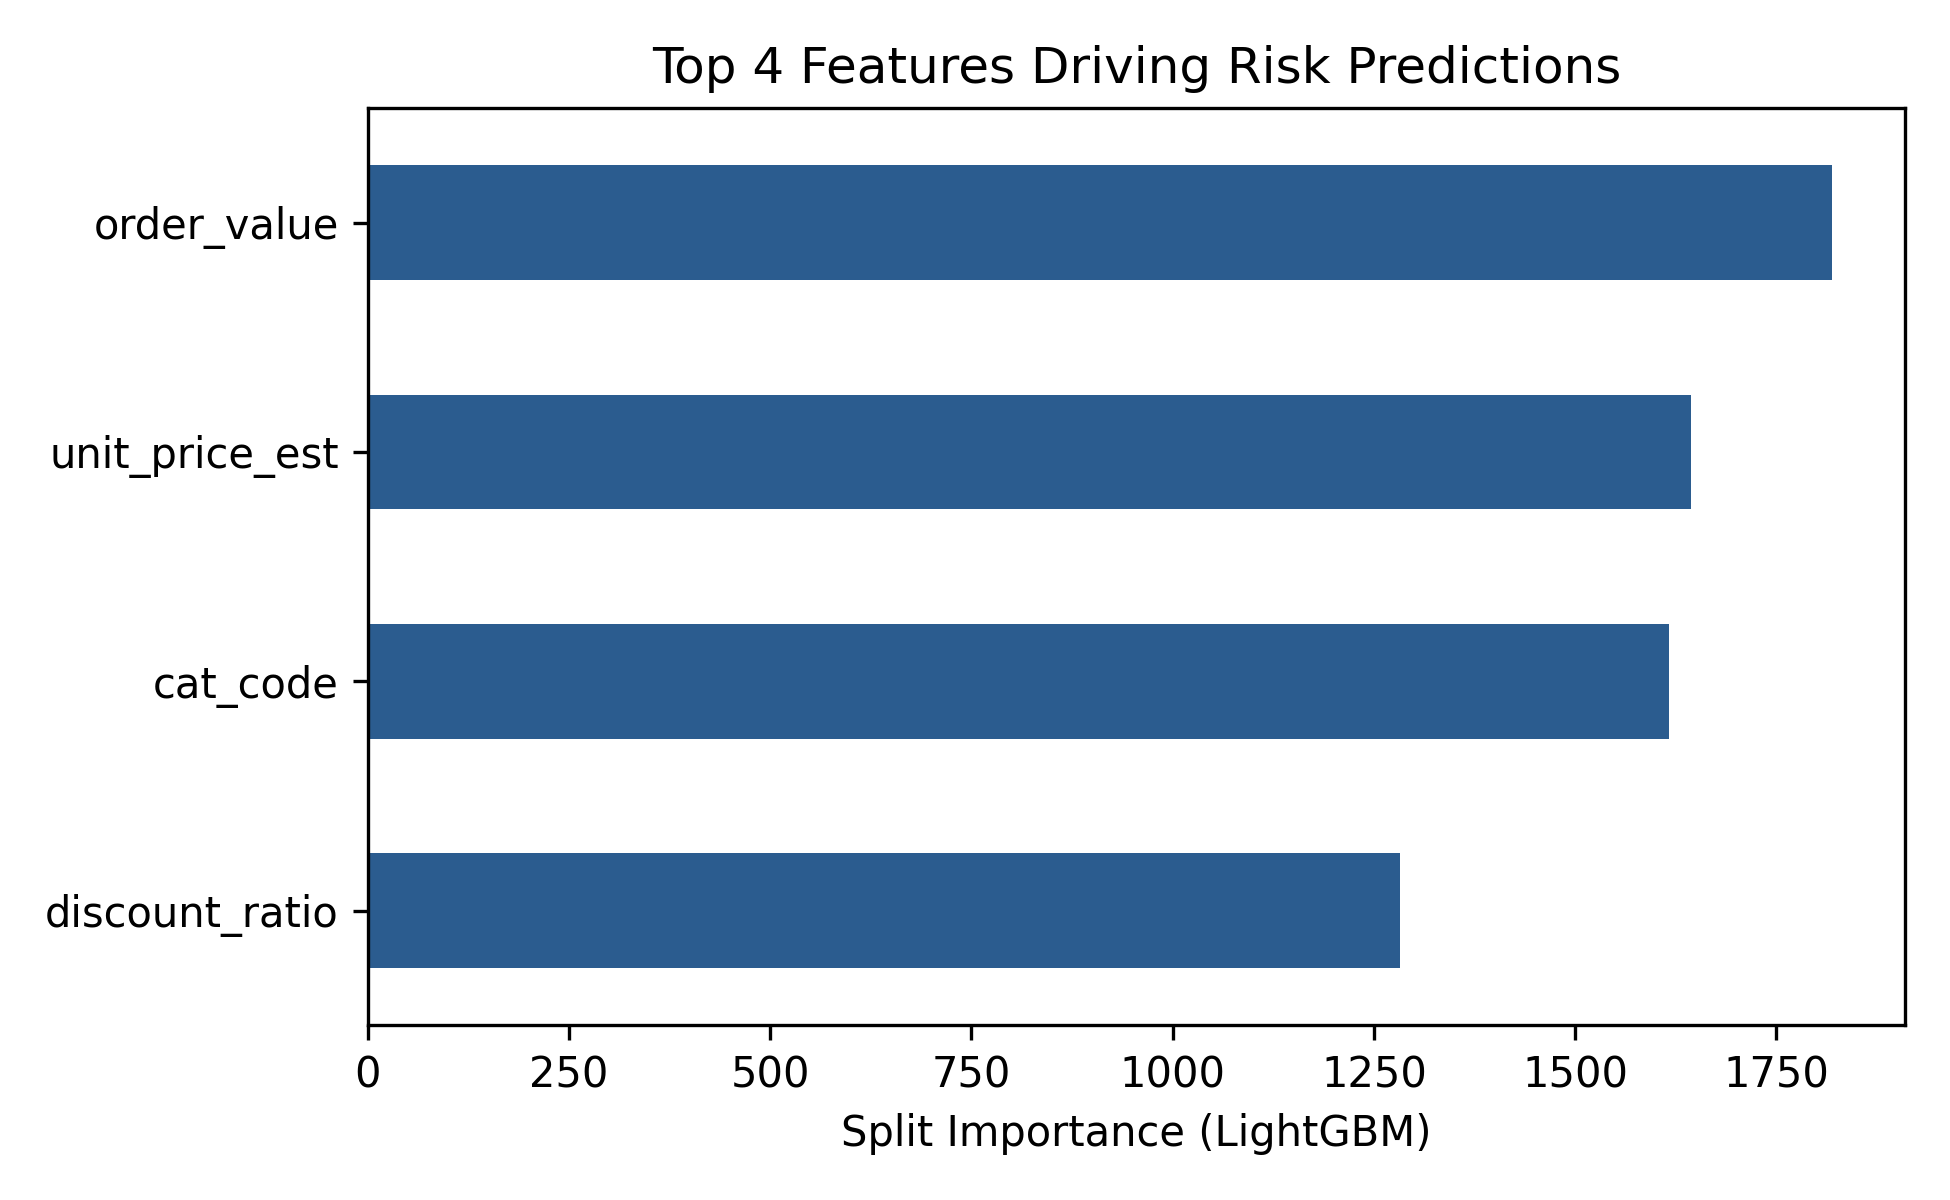 Top 4 Features Driving Risk Predictions
order_value
unit_price_est
cat_code
discount_ratio
0 250 500 750 1000 1250 1500 1750
Split Importance (LightGBM)